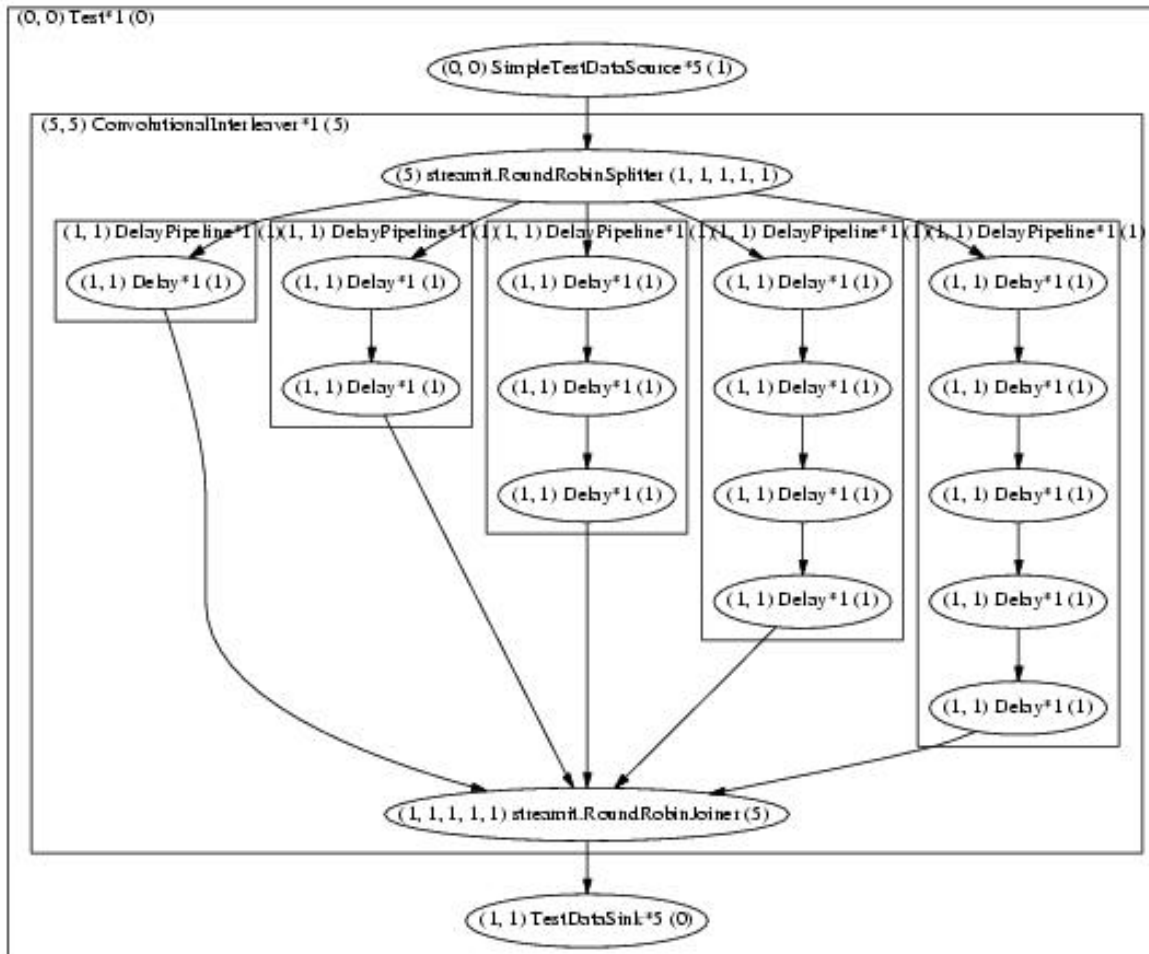 (0, 0) Test*1 (0)
(0, 0) SimpleTestDataSource*5 (1)
(5, 5) ConvolutionalInterleaver*1 (5)
(5) streamit.RoundRobinSplitter (1, 1, 1, 1, 1)
(1, 1) DelayPipeline*1 (1) (1, 1) DelayPipeline*1 (1) (1, 1) DelayPipeline*1 (1) (1, 1) DelayPipeline*1 (1) (1, 1) DelayPipeline*1 (1)
(1, 1) Delay*1 (1) (1, 1) Delay*1 (1) (1, 1) Delay*1 (1) (1, 1) Delay*1 (1) (1, 1) Delay*1 (1)
(1, 1) Delay*1 (1) (1, 1) Delay*1 (1) (1, 1) Delay*1 (1) (1, 1) Delay*1 (1)
(1, 1) Delay*1 (1) (1, 1) Delay*1 (1) (1, 1) Delay*1 (1)
(1, 1) Delay*1 (1) (1, 1) Delay*1 (1)
(1, 1) Delay*1 (1)
(1, 1, 1, 1, 1) streamit.RoundRobinJoiner (5)
(1, 1) TestDataSink*5 (0)